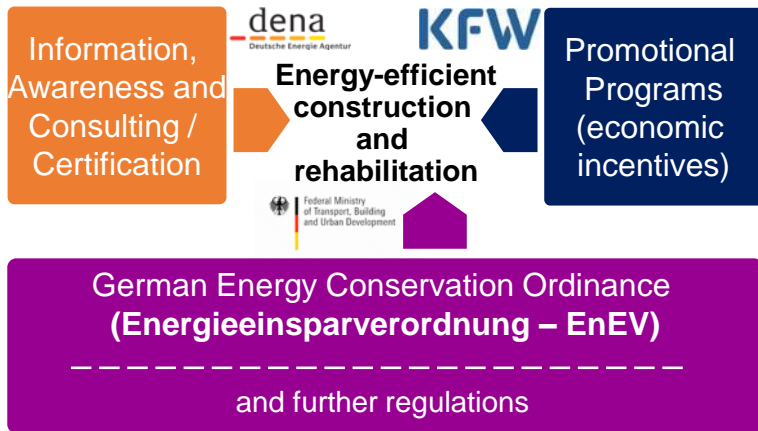 Information,
Awareness and
Consulting /
Certification
dena
Deutsche Energie Agentur
KFW
Energy-efficient
construction
and
rehabilitation
Federal Ministry
of Transport, Building
and Urban Development
Promotional
Programs
(economic
incentives)
German Energy Conservation Ordinance
(Energieeinsparverordnung – EnEV)
and further regulations